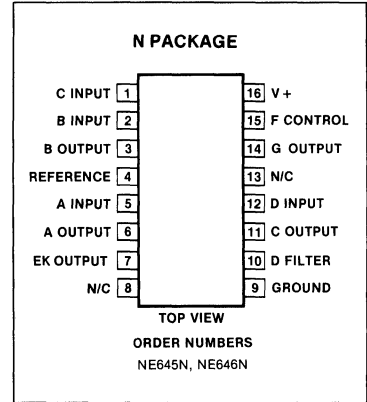 N PACKAGE
C INPUT 1 16 V+
B INPUT 2 15 F CONTROL
B OUTPUT 3 14 G OUTPUT
REFERENCE 4 13 N/C
A INPUT 5 12 D INPUT
A OUTPUT 6 11 C OUTPUT
EK OUTPUT 7 10 D FILTER
N/C 8 9 GROUND
TOP VIEW
ORDER NUMBERS
NE645N, NE646N